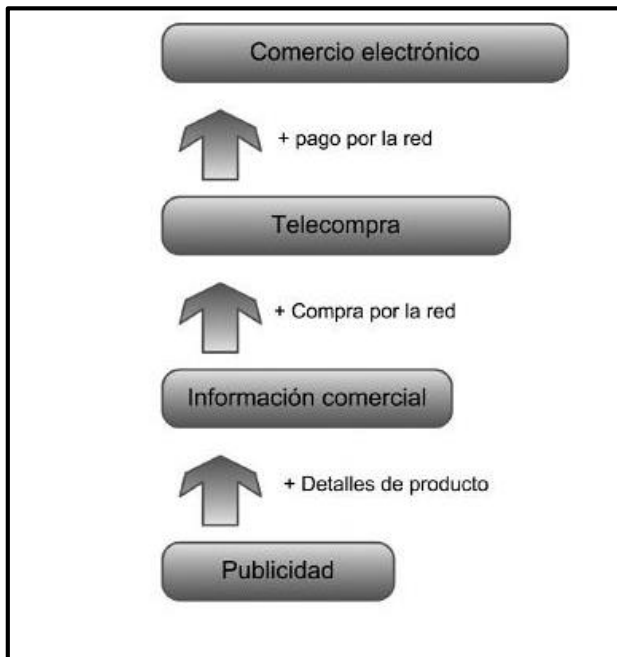 Comercio electrónico
+ pago por la red
Telecompra
+ Compra por la red
Información comercial
+ Detalles de producto
Publicidad